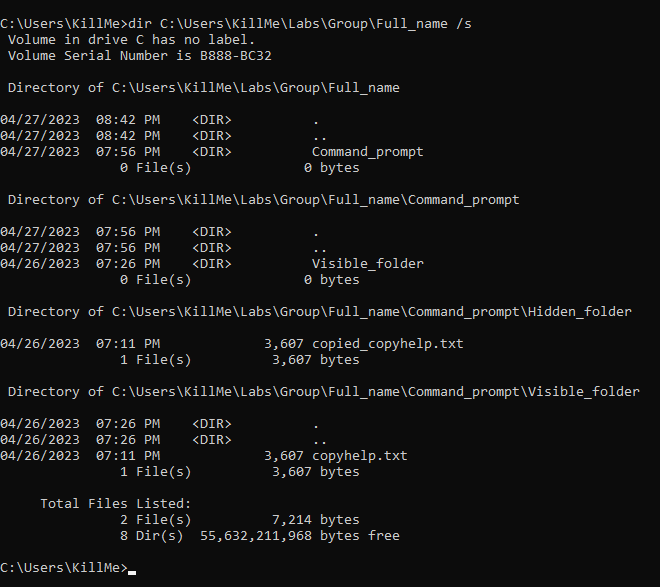 C:\Users\KillMe>dir C:\Users\KillMe\Labs\Group\Full_name /s
 Volume in drive C has no label.
 Volume Serial Number is B888-BC32

 Directory of C:\Users\KillMe\Labs\Group\Full_name

04/27/2023  08:42 PM    <DIR>          .
04/27/2023  08:42 PM    <DIR>          ..
04/27/2023  07:56 PM    <DIR>          Command_prompt
               0 File(s)              0 bytes

 Directory of C:\Users\KillMe\Labs\Group\Full_name\Command_prompt

04/27/2023  07:56 PM    <DIR>          .
04/27/2023  07:56 PM    <DIR>          ..
04/26/2023  07:26 PM    <DIR>          Visible_folder
               0 File(s)              0 bytes

 Directory of C:\Users\KillMe\Labs\Group\Full_name\Command_prompt\Hidden_folder

04/26/2023  07:11 PM             3,607 copied_copyhelp.txt
               1 File(s)          3,607 bytes

 Directory of C:\Users\KillMe\Labs\Group\Full_name\Command_prompt\Visible_folder

04/26/2023  07:26 PM    <DIR>          .
04/26/2023  07:26 PM    <DIR>          ..
04/26/2023  07:11 PM             3,607 copyhelp.txt
               1 File(s)          3,607 bytes

     Total Files Listed:
               2 File(s)          7,214 bytes
               8 Dir(s)  55,632,211,968 bytes free

C:\Users\KillMe>